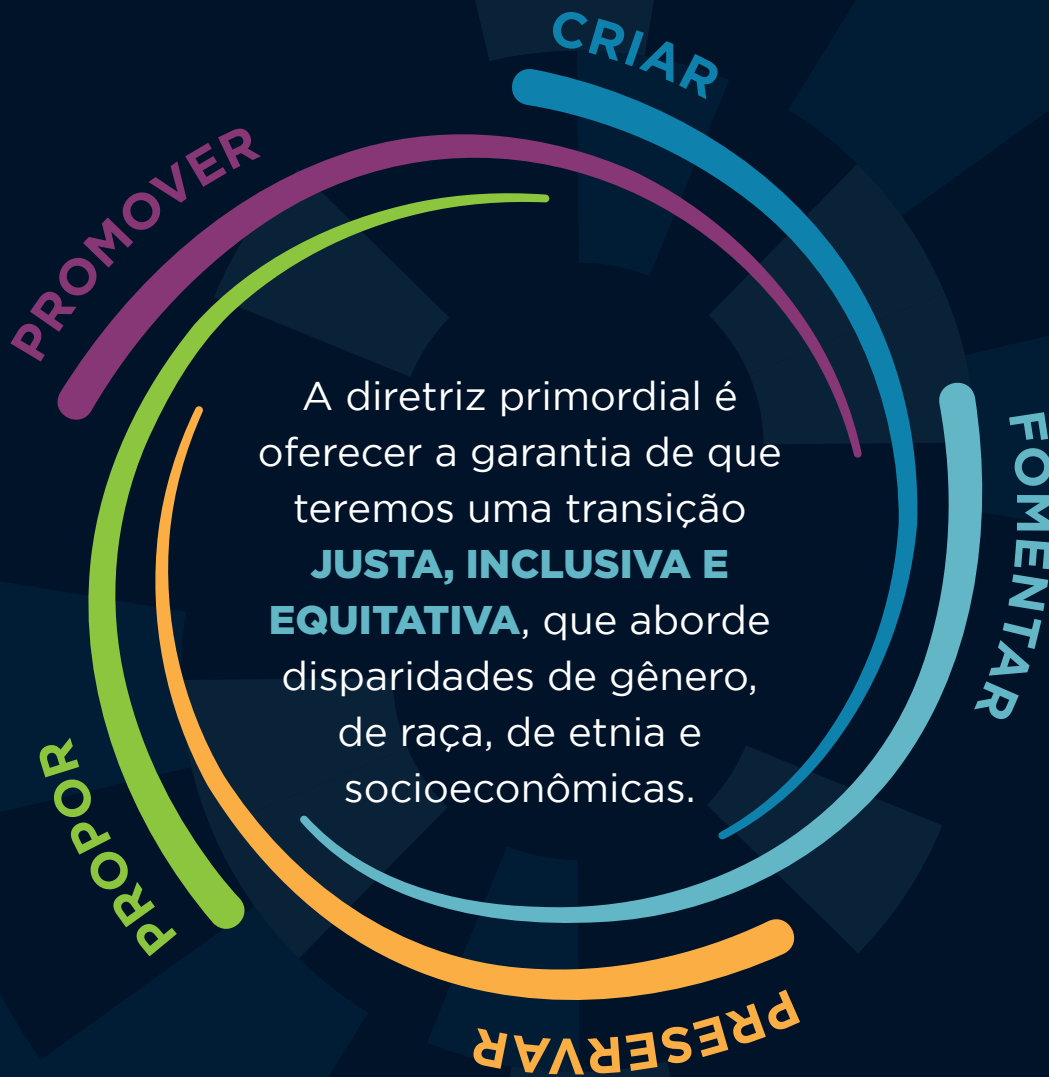 CRIAR
PROMOVER
FOMENTAR
A diretriz primordial é
oferecer a garantia de que
teremos uma transição
JUSTA, INCLUSIVA E
EQUITATIVA, que aborde
disparidades de gênero,
de raça, de etnia e
socioeconômicas.
PROPOR
PRESERVAR